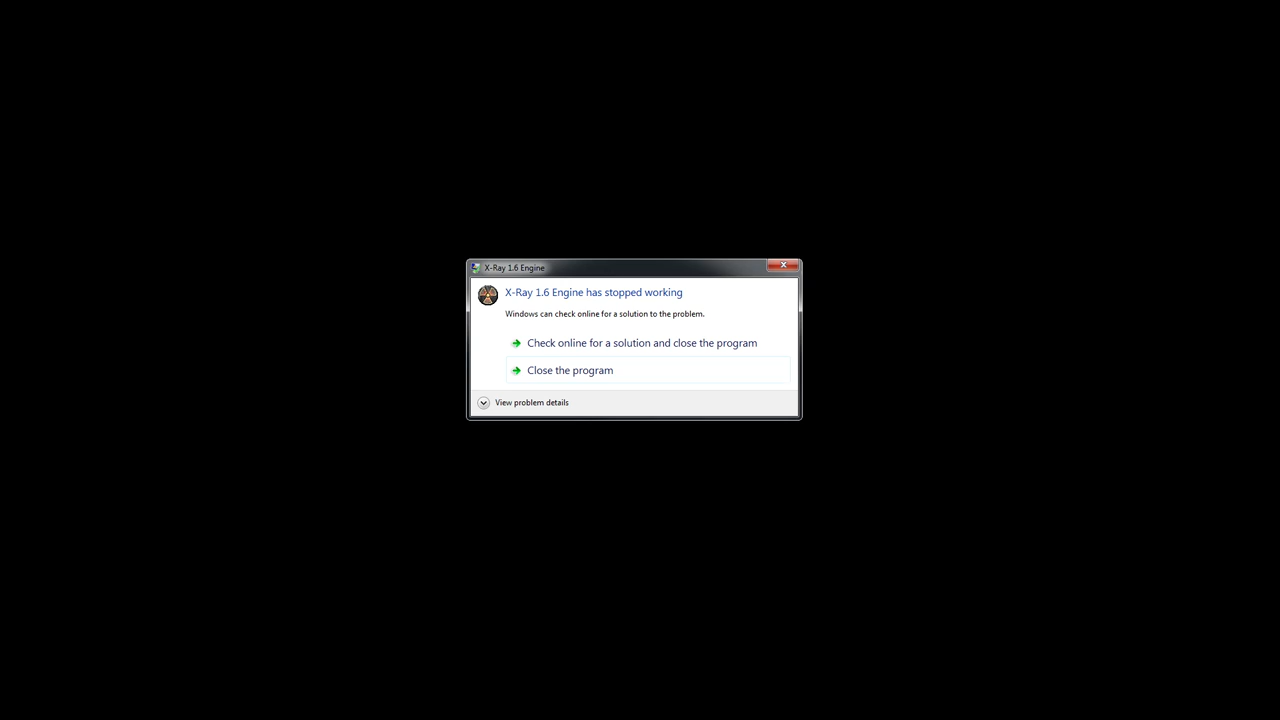 X-Ray 1.6 Engine
X-Ray 1.6 Engine has stopped working
Windows can check online for a solution to the problem.
Check online for a solution and close the program
Close the program
View problem details